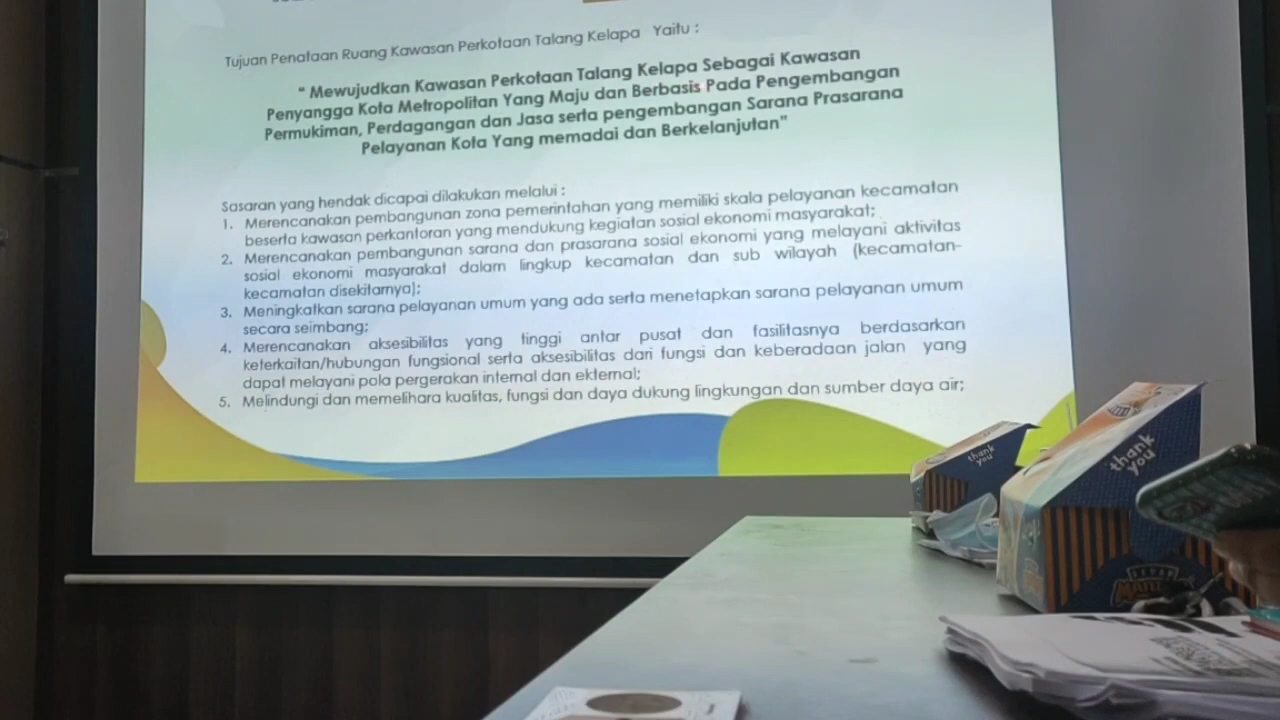 Tujuan Penataan Ruang Kawasan Perkotaan Talang Kelapa Yaitu :
“ Mewujudkan Kawasan Perkotaan Talang Kelapa Sebagai Kawasan
Penyangga Kota Metropolitan Yang Maju dan Berbasis Pada Pengembangan
Permukiman, Perdagangan dan Jasa serta pengembangan Sarana Prasarana
Pelayanan Kota Yang memadai dan Berkelanjutan”
Sasaran yang hendak dicapai dilakukan melalui :
1. Merencanakan pembangunan zona pemerintahan yang memiliki skala pelayanan kecamatan
beserta kawasan perkantoran yang mendukung kegiatan sosial ekonomi masyarakat;
2. Merencanakan pembangunan sarana dan prasarana sosial ekonomi yang melayani aktivitas
sosial ekonomi masyarakat dalam lingkup kecamatan dan sub wilayah (kecamatan-
kecamatan disekitarnya);
3. Meningkatkan sarana pelayanan umum yang ada serta menetapkan sarana pelayanan umum
secara seimbang;
4. Merencanakan aksesibilitas yang tinggi antar pusat dan fasilitasnya berdasarkan
keterkaitan/hubungan fungsional serta aksesibilitas dari fungsi dan keberadaan jalan yang
dapat melayani pola pergerakan internal dan ekternal;
5. Melindungi dan memelihara kualitas, fungsi dan daya dukung lingkungan dan sumber daya air;
thank
you
thank
you